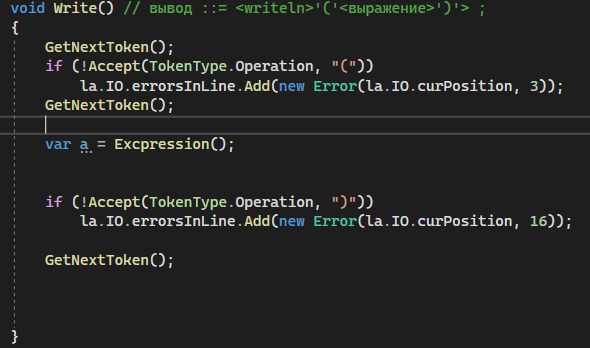 void Write() // вывод ::= <writeln>'('<выражение>')'> ;
{
GetNextToken();
if (!Accept(TokenType.Operation, "("))
la.IO.errorsInLine.Add(new Error(la.IO.curPosition, 3));
GetNextToken();
var a = Excpression();
if (!Accept(TokenType.Operation, ")"))
la.IO.errorsInLine.Add(new Error(la.IO.curPosition, 16));
GetNextToken();
}